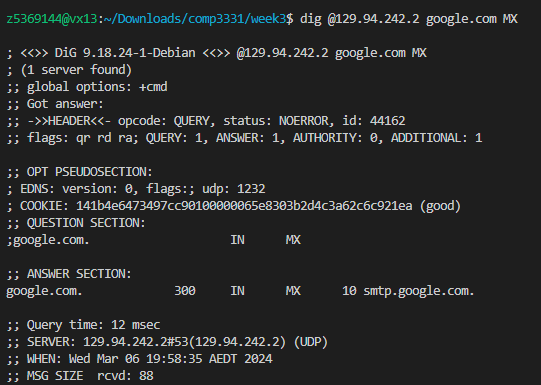 z5369144@vx13:~/Downloads/comp3331/week3$ dig @129.94.242.2 google.com MX
; <<>> DiG 9.18.24-1-Debian <<>> @129.94.242.2 google.com MX
; (1 server found)
;; global options: +cmd
;; Got answer:
;; ->>HEADER<<- opcode: QUERY, status: NOERROR, id: 44162
;; flags: qr rd ra; QUERY: 1, ANSWER: 1, AUTHORITY: 0, ADDITIONAL: 1
;; OPT PSEUDOSECTION:
; EDNS: version: 0, flags:; udp: 1232
; COOKIE: 141b4e6473497cc90100000065e8303b2d4c3a62c6c921ea (good)
;; QUESTION SECTION:
;google.com. IN MX
;; ANSWER SECTION:
google.com. 300 IN MX 10 smtp.google.com.
;; Query time: 12 msec
;; SERVER: 129.94.242.2#53(129.94.242.2) (UDP)
;; WHEN: Wed Mar 06 19:58:35 AEDT 2024
;; MSG SIZE rcvd: 88